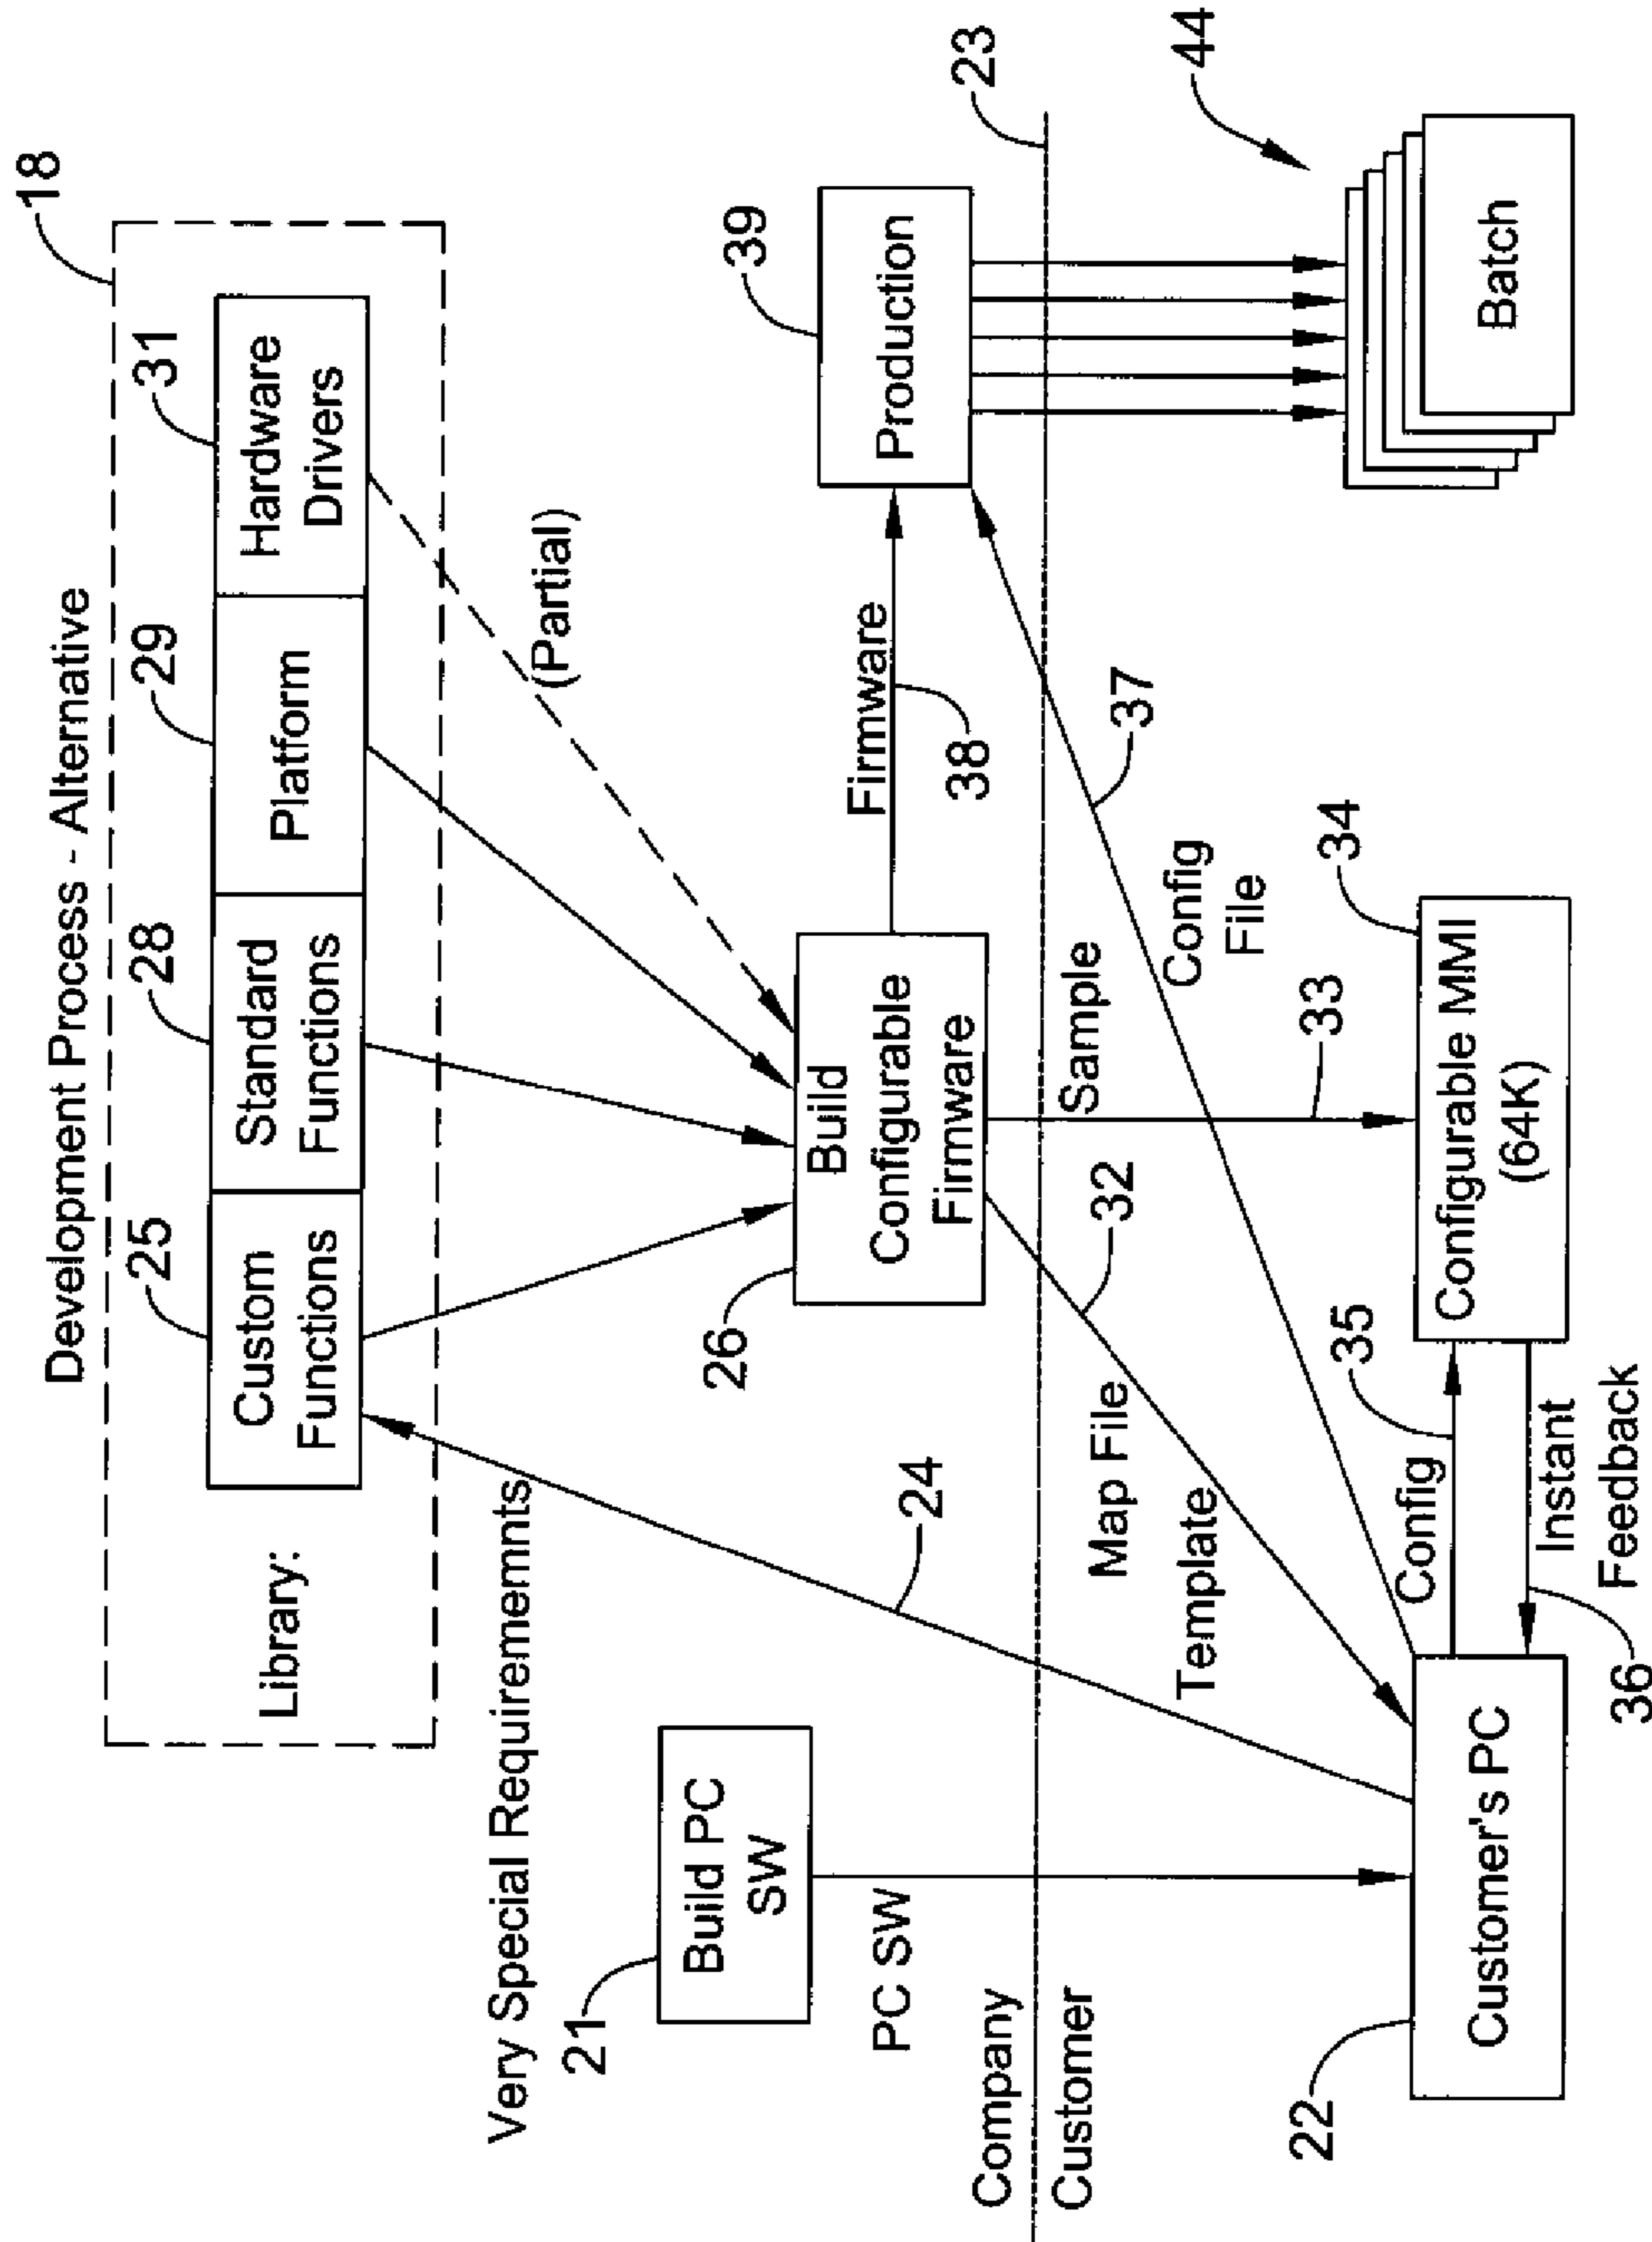 Development Process - Alternative
18
Library:
25
Custom
Functions
28
Standard
Functions
29
Platform
31
Hardware
Drivers
Very Special Requirememnts
24
(Partial)
21
Build PC
SW
PC SW
26
Build
Configurable
Firmware
Firmware
38
39
Production
Company
Customer
23
Map File
Template
32
Sample
33
Config
File
37
44
Batch
22
Customer's PC
Config
35
Instant
Feedback
36
34
Configurable MMI
(64K)